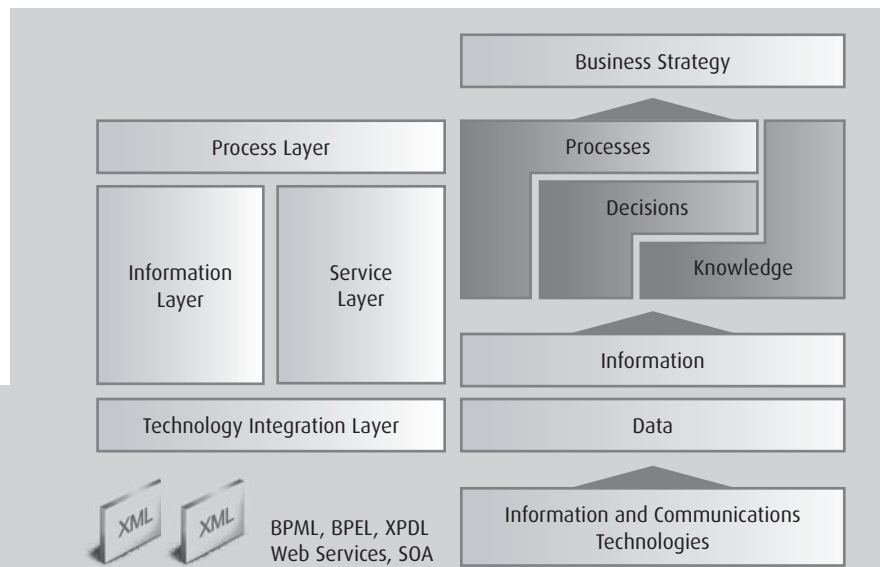 Business Strategy
Process Layer
Processes
Decisions
Information
Layer
Service
Layer
Knowledge
Information
Technology Integration Layer
Data
XML
XML
BPML, BPEL, XPDL
Web Services, SOA
Information and Communications
Technologies